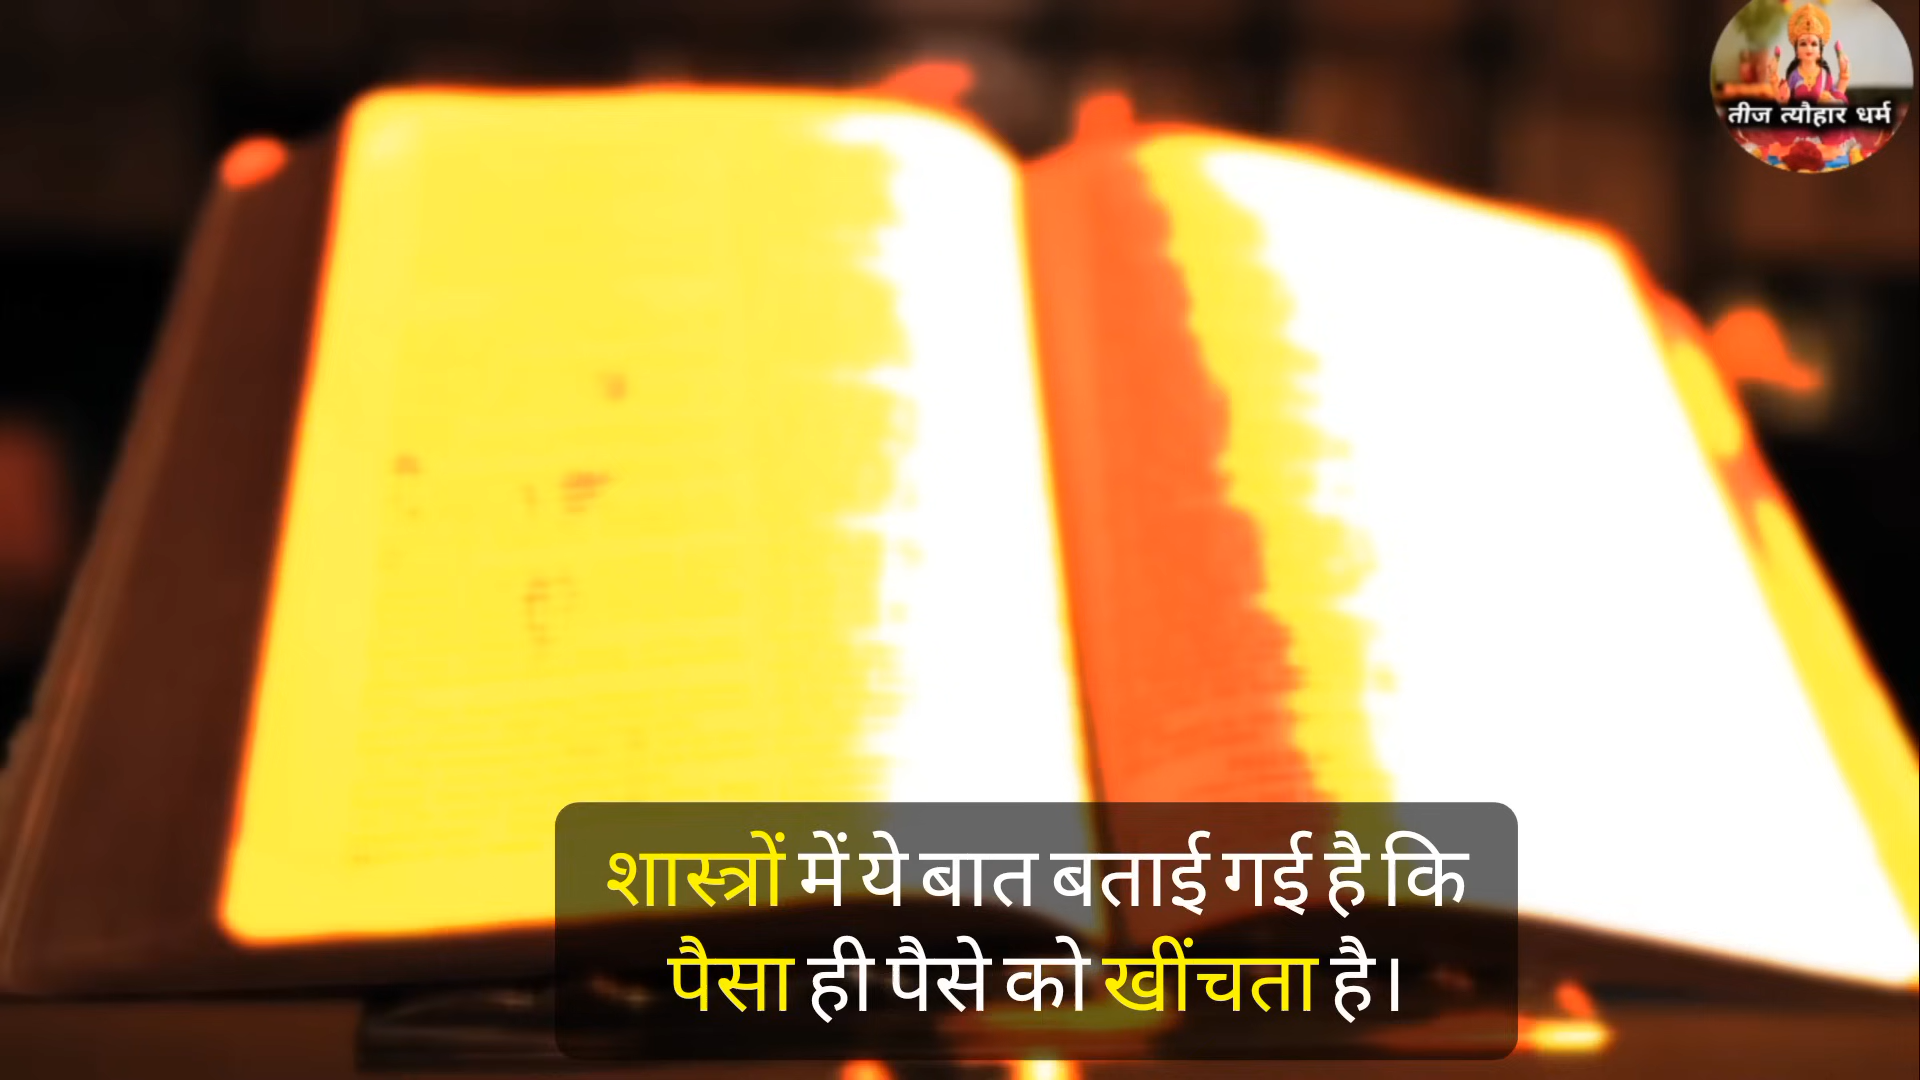 तीज त्यौहार धर्म
शास्त्रों में ये बात बताई गई है कि
पैसा ही पैसे को खींचता है।